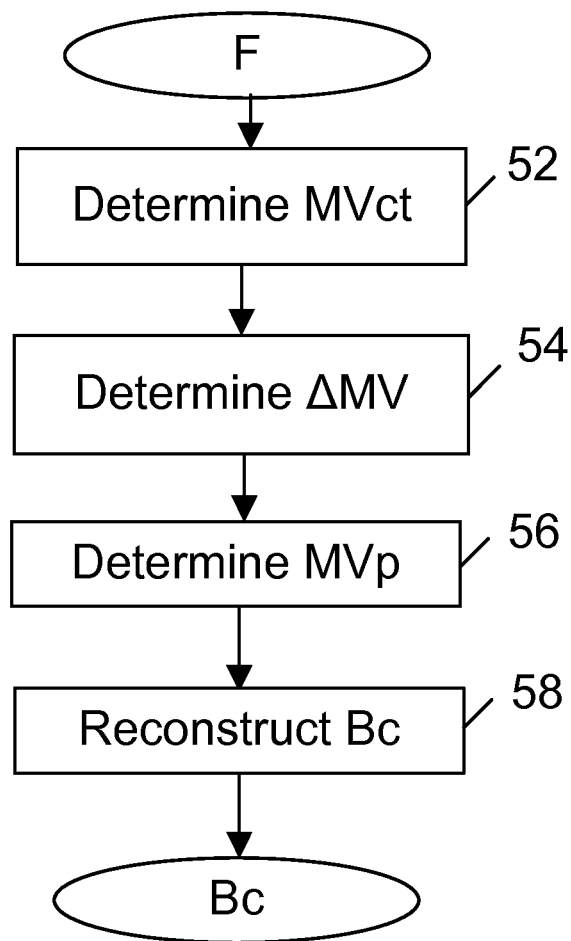 F
Determine MVct
52
Determine ΔMV
54
Determine MVp
56
Reconstruct Bc
58
Bc